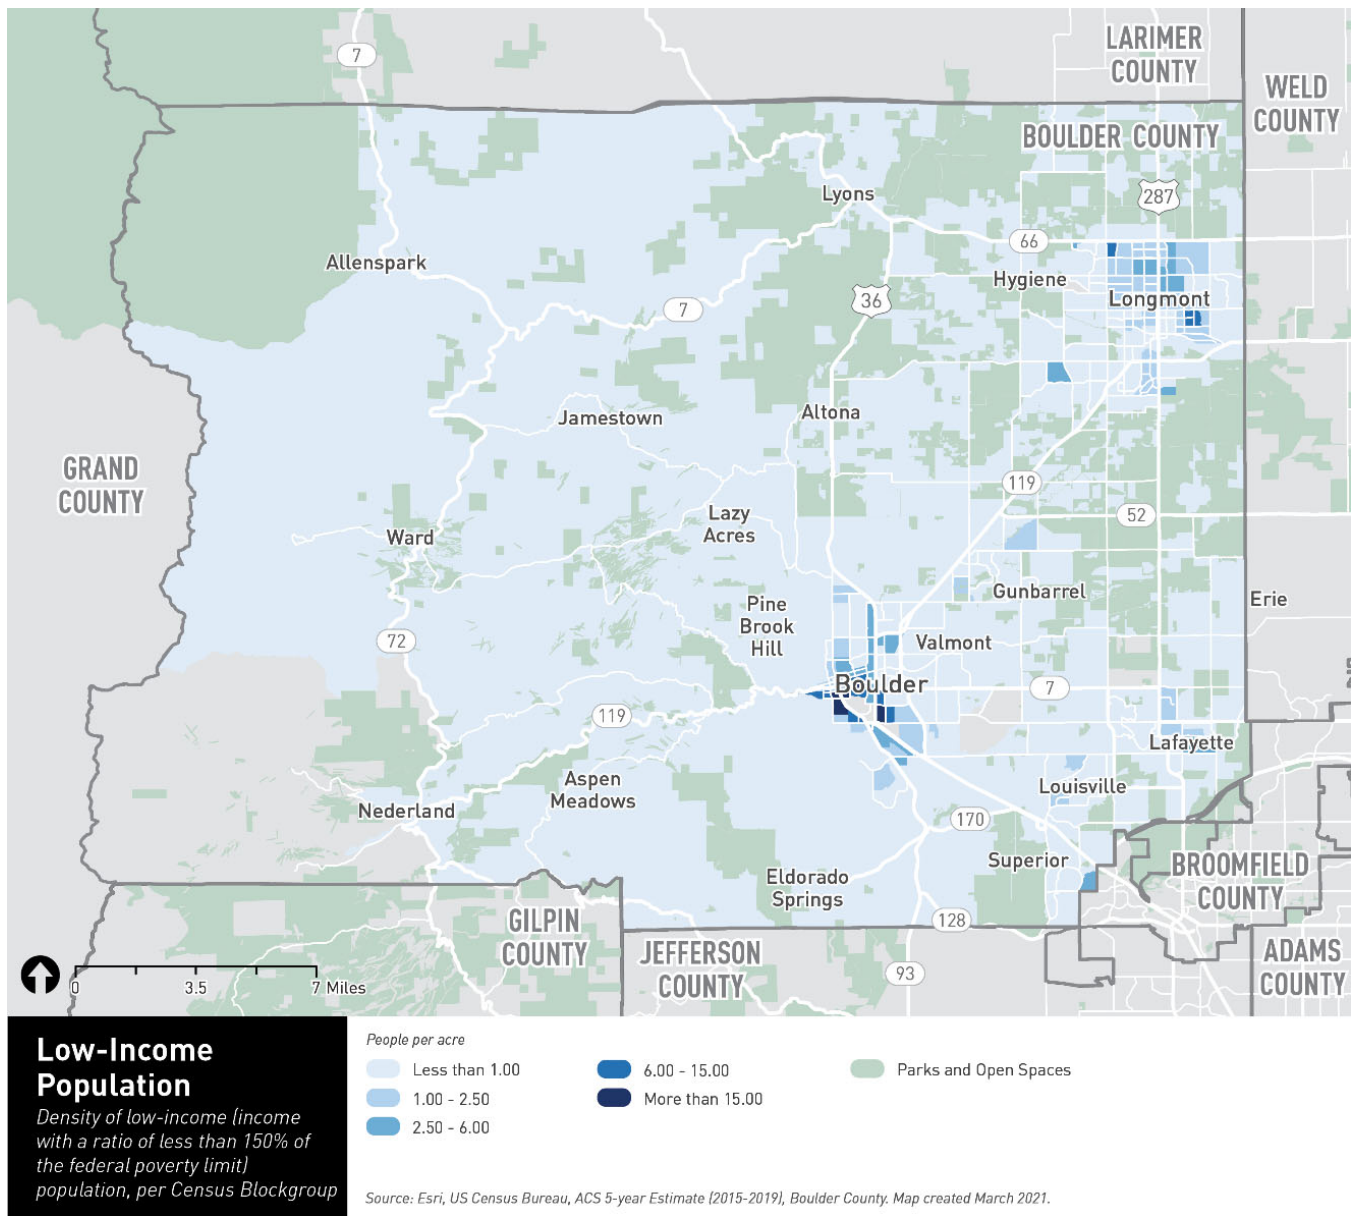 7
LARIMER
COUNTY
WELD
COUNTY
BOULDER COUNTY
Lyons
287
66
Allenspark
Hygiene
36
Longmont
7
Jamestown
Altona
GRAND
COUNTY
119
Lazy
Acres
52
Ward
Gunbarrel
Erie
Pine
Brook
Hill
72
Valmont
Boulder
7
119
Lafayette
Aspen
Meadows
Louisville
Nederland
170
Superior
BROOMFIELD
COUNTY
Eldorado
Springs
128
GILPIN
COUNTY
JEFFERSON
COUNTY
ADAMS
COUNTY
93
0 3.5 7 Miles
Low-Income
Population
Density of low-income (income
with a ratio of less than 150% of
the federal poverty limit)
population, per Census Blockgroup
People per acre
Less than 1.00
1.00 - 2.50
2.50 - 6.00
6.00 - 15.00
More than 15.00
Parks and Open Spaces
Source: Esri, US Census Bureau, ACS 5-year Estimate (2015-2019), Boulder County. Map created March 2021.